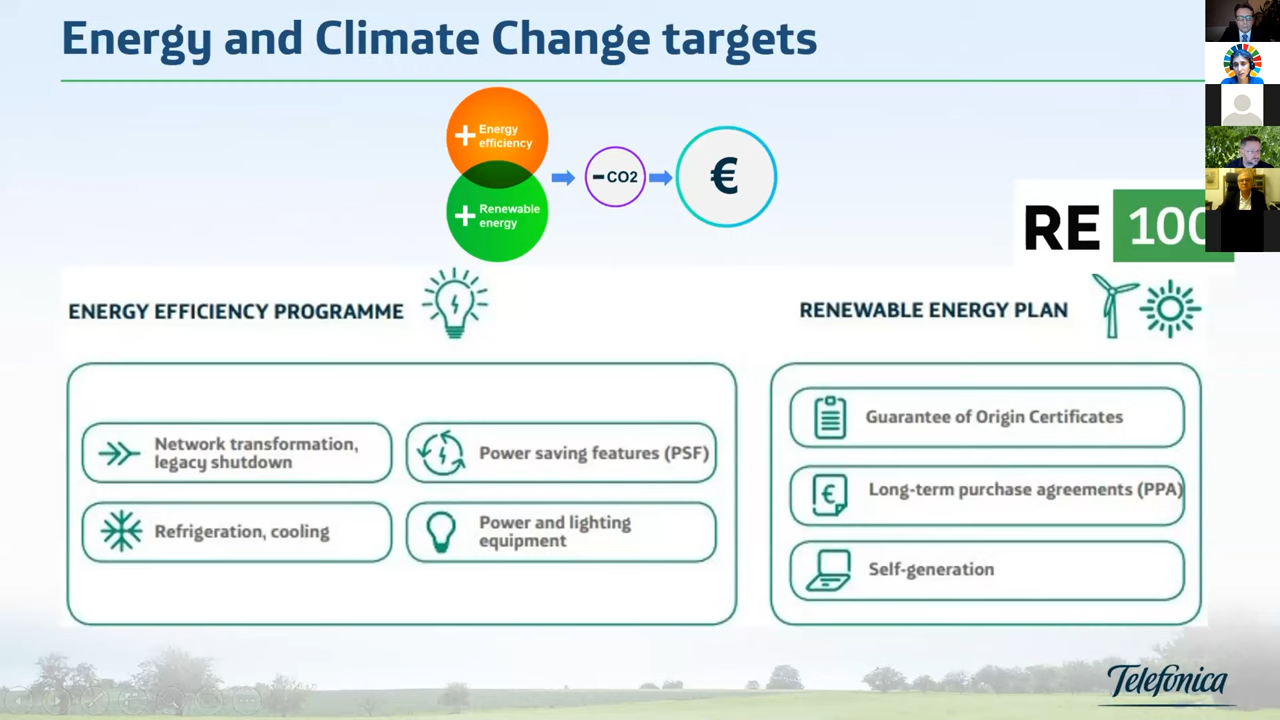 Energy and Climate Change targets
+ Energy
efficiency
+ Renewable
energy
-CO2
€
RE 100
ENERGY EFFICIENCY PROGRAMME
RENEWABLE ENERGY PLAN
Network transformation,
legacy shutdown
Power saving features (PSF)
Refrigeration, cooling
Power and lighting
equipment
Guarantee of Origin Certificates
€
Long-term purchase agreements (PPA)
Self-generation
Telefónica